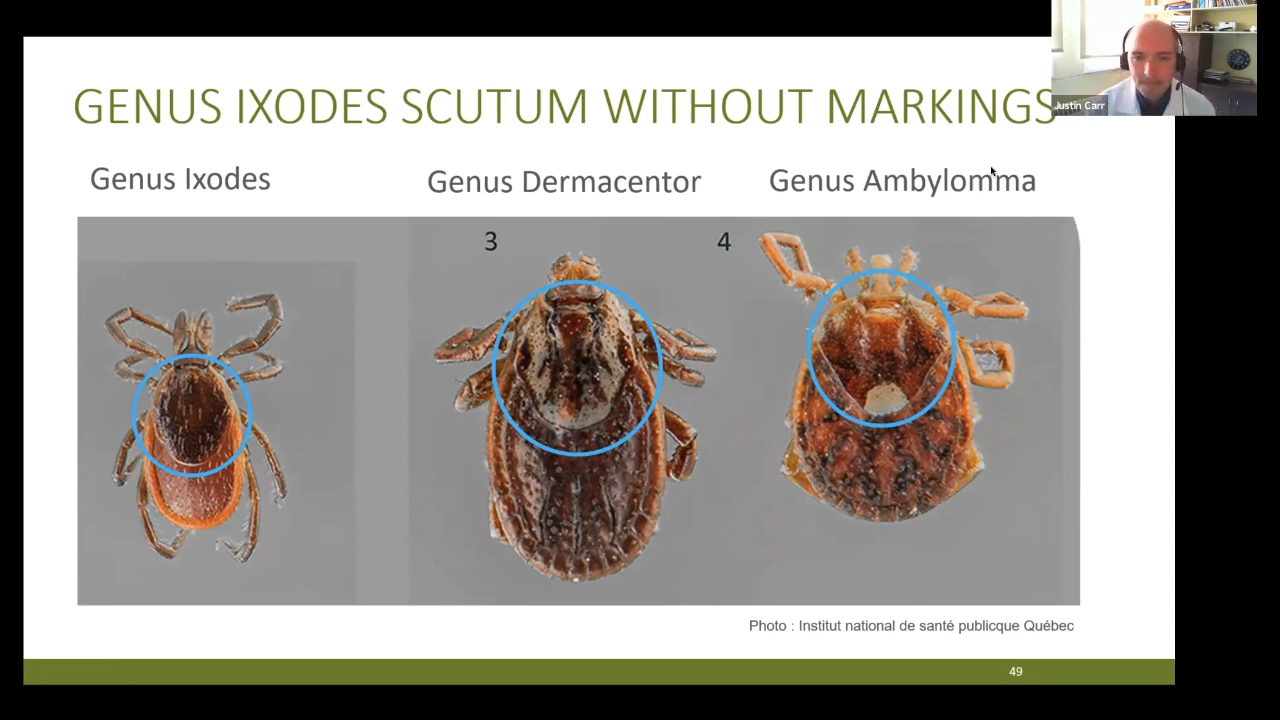 GENUS IXODES SCUTUM WITHOUT MARKINGS
Justin Carr
Genus Ixodes
Genus Dermacentor
Genus Ambylomma
3
4
Photo : Institut national de santé publicque Québec
49